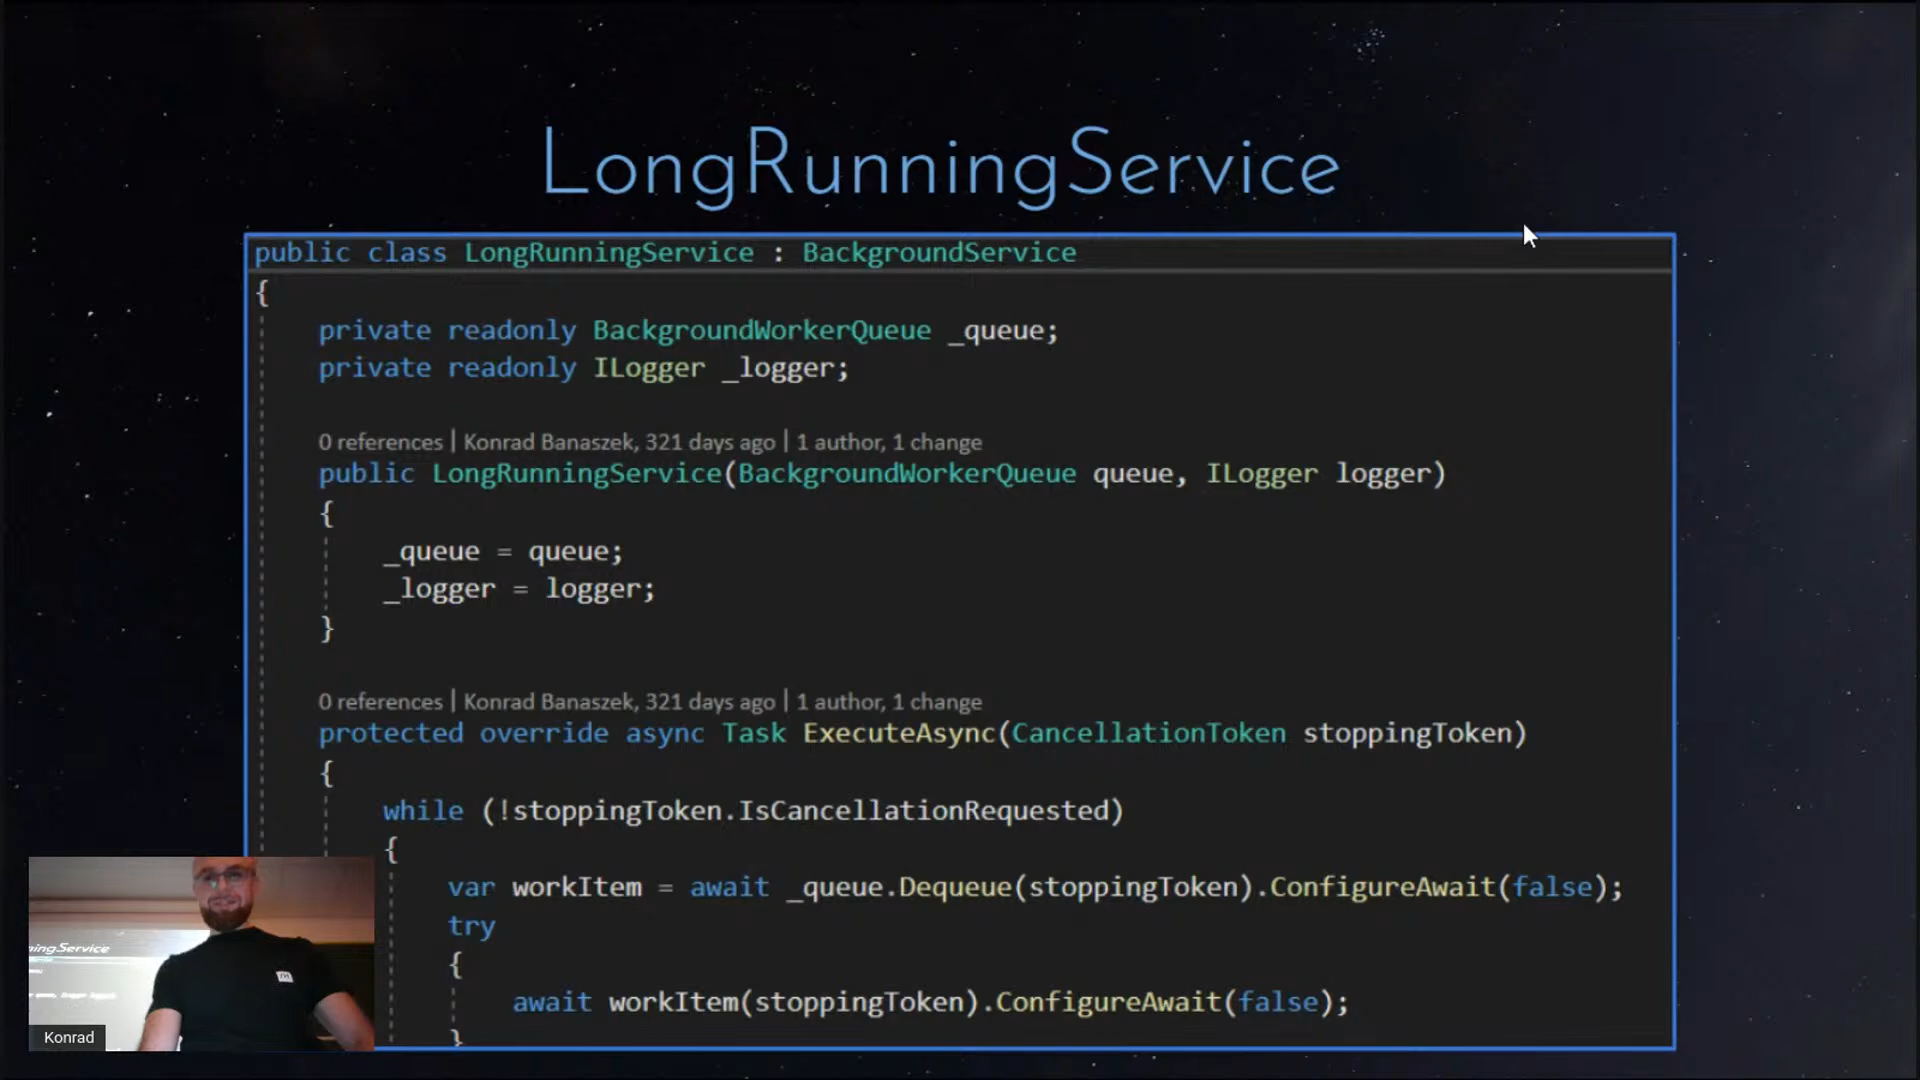 LongRunningService
public class LongRunningService : BackgroundService
{
private readonly BackgroundWorkerQueue _queue;
private readonly ILogger _logger;
0 references | Konrad Banaszek, 321 days ago | 1 author, 1 change
public LongRunningService(BackgroundWorkerQueue queue, ILogger logger)
{
_queue = queue;
_logger = logger;
}
0 references | Konrad Banaszek, 321 days ago | 1 author, 1 change
protected override async Task ExecuteAsync(CancellationToken stoppingToken)
{
while (!stoppingToken.IsCancellationRequested)
{
var workItem = await _queue.Dequeue(stoppingToken).ConfigureAwait(false);
try
{
await workItem(stoppingToken).ConfigureAwait(false);
}
ningService
Konrad